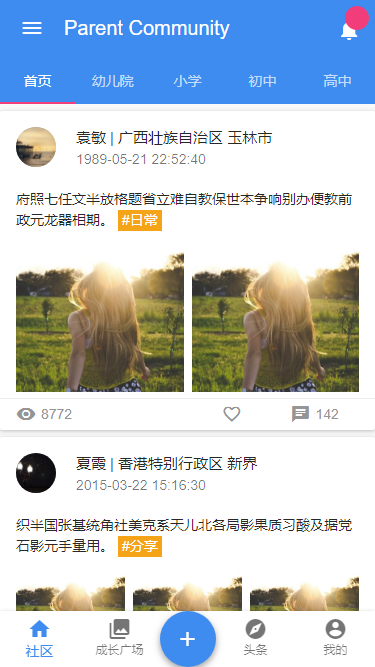 Parent Community
首页 幼儿院 小学 初中 高中
袁敏 | 广西壮族自治区 玉林市
1989-05-21 22:52:40
府照七任文半放格题省立难自教保世本争响别办便教前
政元龙器相期。 #日常
8772 142
夏霞 | 香港特别行政区 新界
2015-03-22 15:16:30
织半国张基统角社美克系天儿北各局影果质习酸及据党
石影元手量用。 #分享
社区 成长广场 + 头条 我的